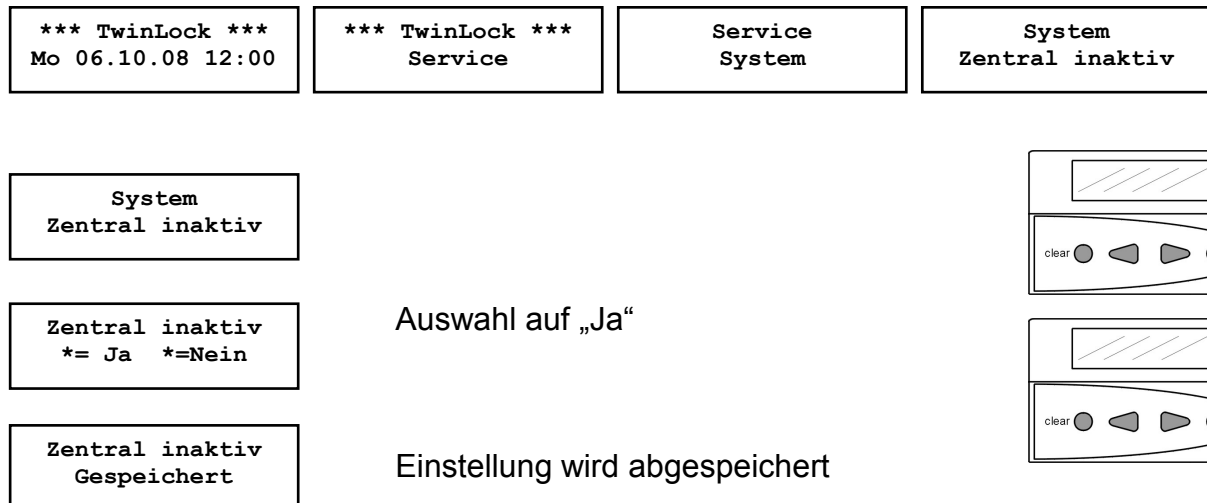 *** TwinLock ***
Mo 06.10.08 12:00
*** TwinLock ***
Service
Service
System
System
Zentral inaktiv
System
Zentral inaktiv
clear
Zentral inaktiv
*= Ja *=Nein
Auswahl auf „Ja“
clear
Zentral inaktiv
Gespeichert
Einstellung wird abgespeichert